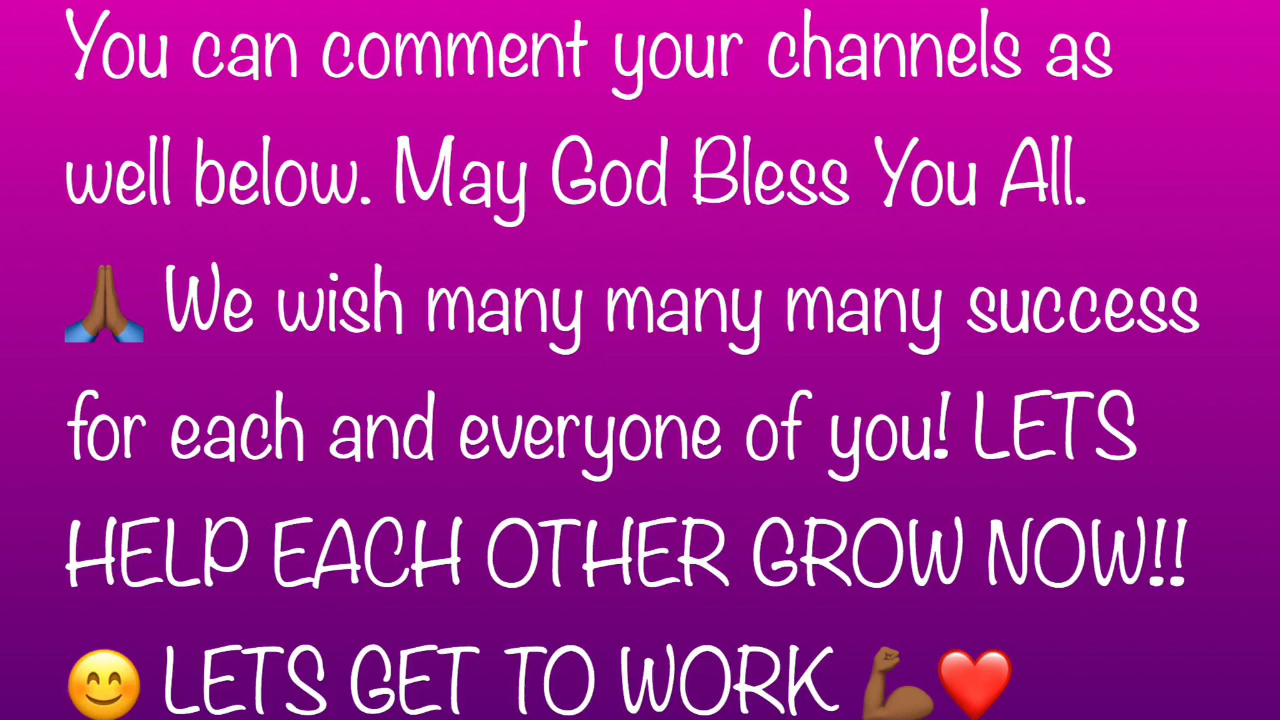 You can comment your channels as
well below. May God Bless You All.
🙏🏾 We wish many many many success
for each and everyone of you! LETS
HELP EACH OTHER GROW NOW!!
😊 LETS GET TO WORK 💪🏾❤️